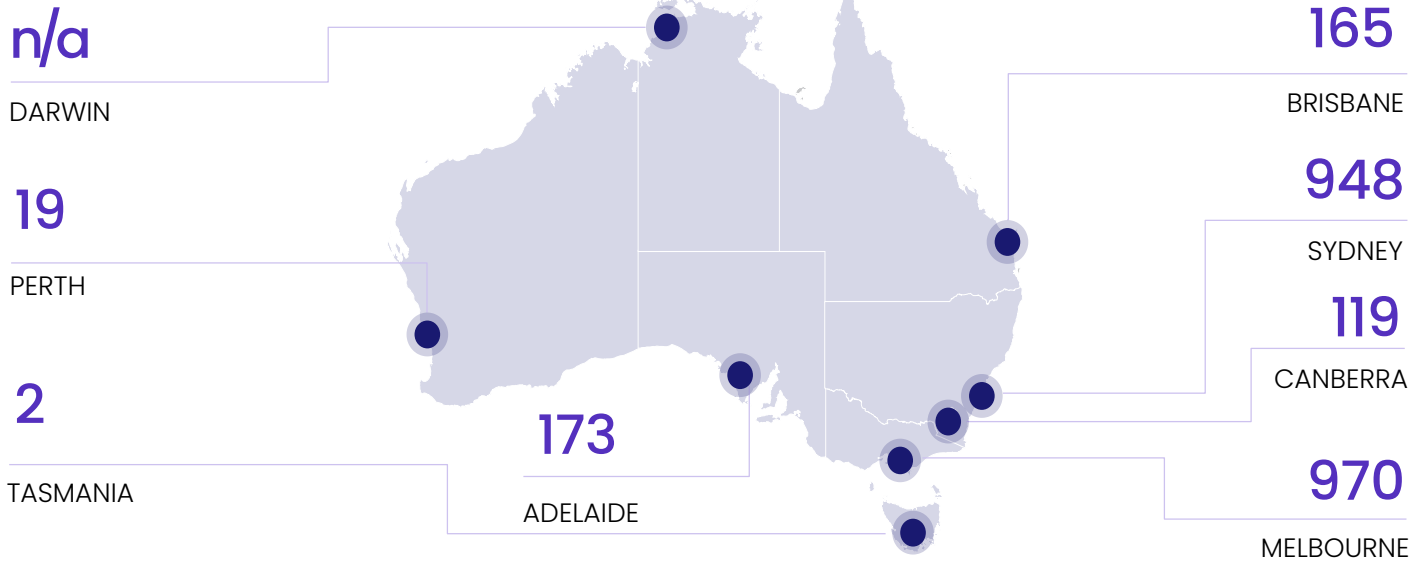 n/a
DARWIN
19
PERTH
2
TASMANIA
173
ADELAIDE
165
BRISBANE
948
SYDNEY
119
CANBERRA
970
MELBOURNE